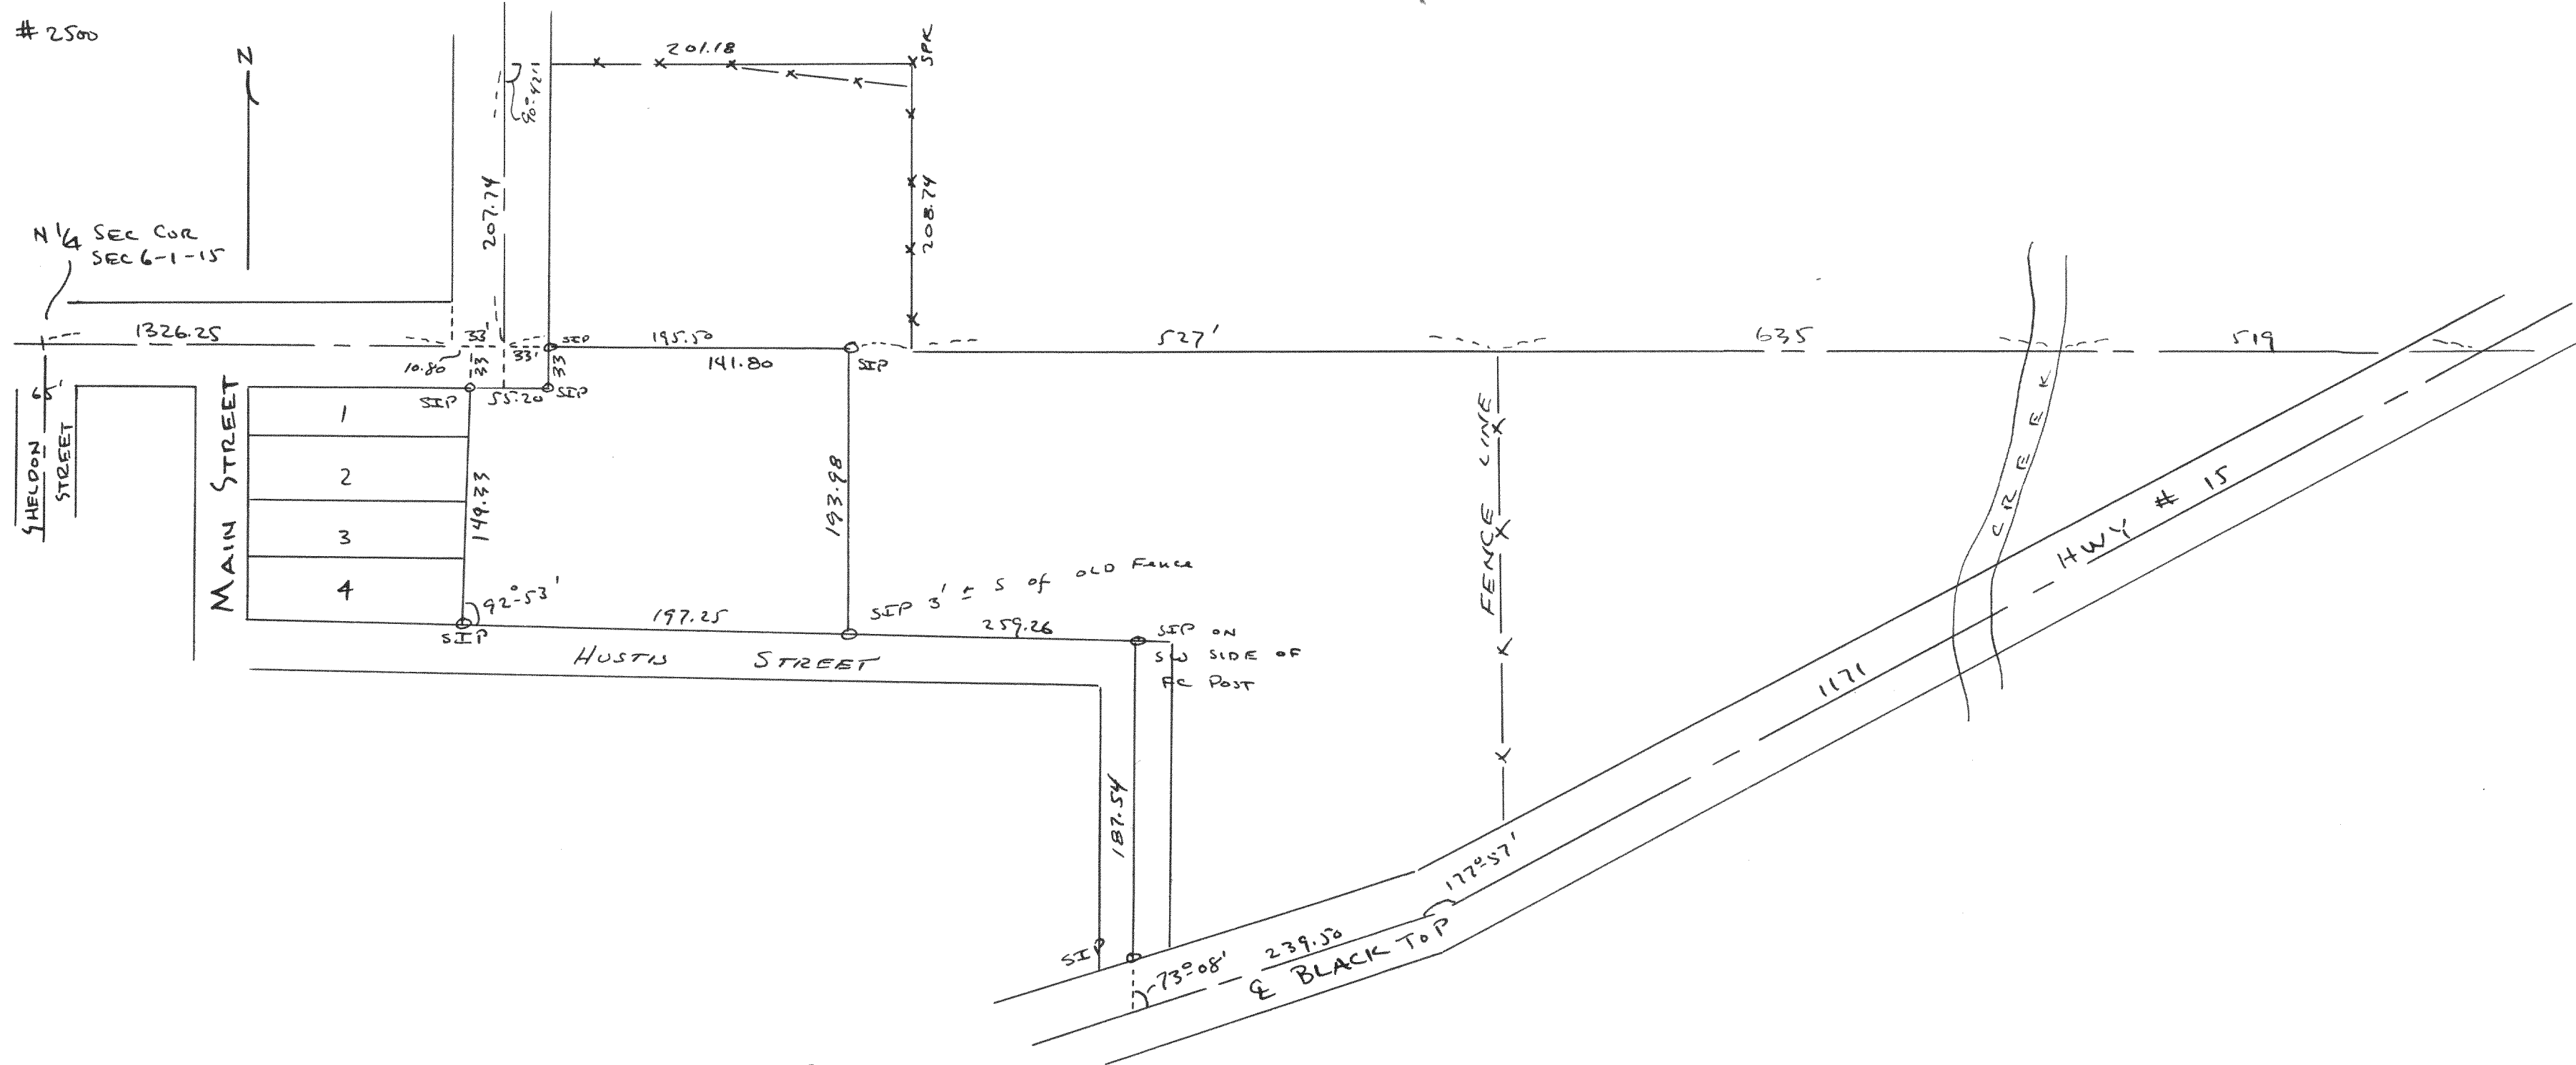 # 2500
N
201.18
SPK
90°-42'
207.74
208.74
N 1/4 SEC COR
SEC 6-1-15
1326.25
33'
SIP
195.50
527'
635
519
10.80
33
33'
33
141.80
SIP
65'
SIP
55.20
SIP
SHELDON
STREET
MAIN STREET
1
2
3
4
149.33
193.98
FENCE LINE
CREEK
HWY # 15
92°-53'
SIP
197.25
SIP 3' ± S of OLD Fence
259.26
SIP ON
SW SIDE OF
FC POST
HUSTIS STREET
1171
187.54
177°-57'
SIP
73°-08'
239.50
℄ BLACK TOP